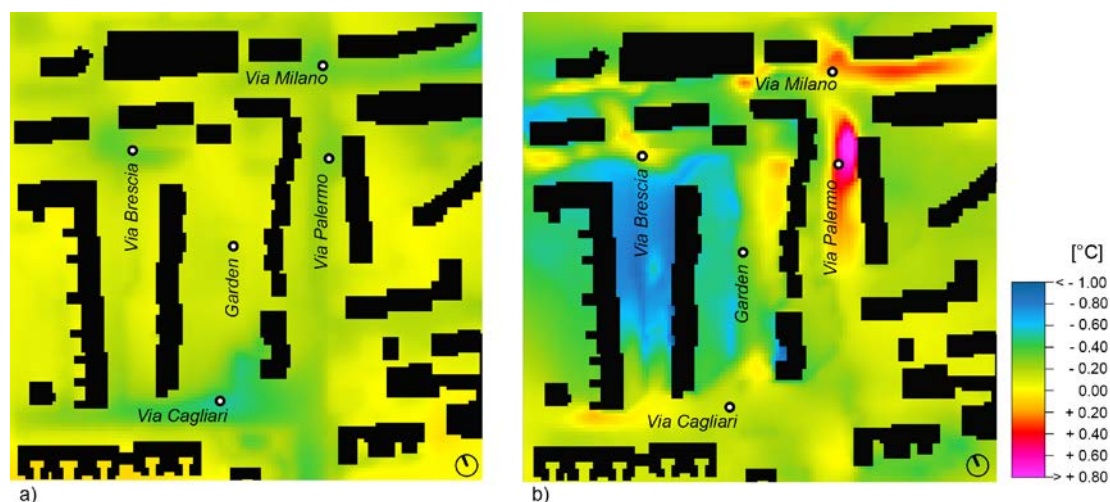 Via Milano
Via Brescia
Via Palermo
Garden
Via Cagliari
a)
Via Milano
Via Brescia
Via Palermo
Garden
Via Cagliari
b)
[°C]
< - 1.00
- 0.80
- 0.60
- 0.40
- 0.20
0.00
+ 0.20
+ 0.40
+ 0.60
> + 0.80